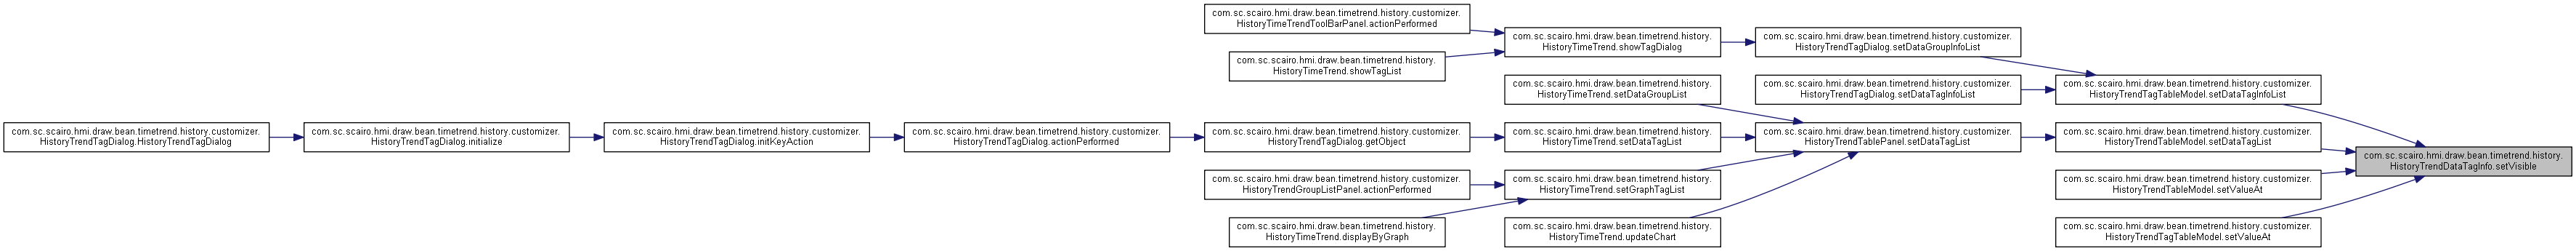 com.sc.scairo.hmi.draw.bean.timetrend.history.customizer.
HistoryTimeTrendToolBarPanel.actionPerformed
com.sc.scairo.hmi.draw.bean.timetrend.history.
HistoryTimeTrend.showTagDialog
com.sc.scairo.hmi.draw.bean.timetrend.history.customizer.
HistoryTrendTagDialog.setDataGroupInfoList
com.sc.scairo.hmi.draw.bean.timetrend.history.
HistoryTimeTrend.showTagList
com.sc.scairo.hmi.draw.bean.timetrend.history.
HistoryTimeTrend.setDataGroupList
com.sc.scairo.hmi.draw.bean.timetrend.history.customizer.
HistoryTrendTagDialog.setDataTagInfoList
com.sc.scairo.hmi.draw.bean.timetrend.history.customizer.
HistoryTrendTagTableModel.setDataTagInfoList
com.sc.scairo.hmi.draw.bean.timetrend.history.customizer.
HistoryTrendTagDialog.HistoryTrendTagDialog
com.sc.scairo.hmi.draw.bean.timetrend.history.customizer.
HistoryTrendTagDialog.initialize
com.sc.scairo.hmi.draw.bean.timetrend.history.customizer.
HistoryTrendTagDialog.initKeyAction
com.sc.scairo.hmi.draw.bean.timetrend.history.customizer.
HistoryTrendTagDialog.actionPerformed
com.sc.scairo.hmi.draw.bean.timetrend.history.customizer.
HistoryTrendTagDialog.getObject
com.sc.scairo.hmi.draw.bean.timetrend.history.
HistoryTimeTrend.setDataTagList
com.sc.scairo.hmi.draw.bean.timetrend.history.customizer.
HistoryTrendTablePanel.setDataTagList
com.sc.scairo.hmi.draw.bean.timetrend.history.customizer.
HistoryTrendTableModel.setDataTagList
com.sc.scairo.hmi.draw.bean.timetrend.history.
HistoryTrendDataTagInfo.setVisible
com.sc.scairo.hmi.draw.bean.timetrend.history.customizer.
HistoryTrendGroupListPanel.actionPerformed
com.sc.scairo.hmi.draw.bean.timetrend.history.
HistoryTimeTrend.setGraphTagList
com.sc.scairo.hmi.draw.bean.timetrend.history.customizer.
HistoryTrendTableModel.setValueAt
com.sc.scairo.hmi.draw.bean.timetrend.history.
HistoryTimeTrend.displayByGraph
com.sc.scairo.hmi.draw.bean.timetrend.history.
HistoryTimeTrend.updateChart
com.sc.scairo.hmi.draw.bean.timetrend.history.customizer.
HistoryTrendTagTableModel.setValueAt